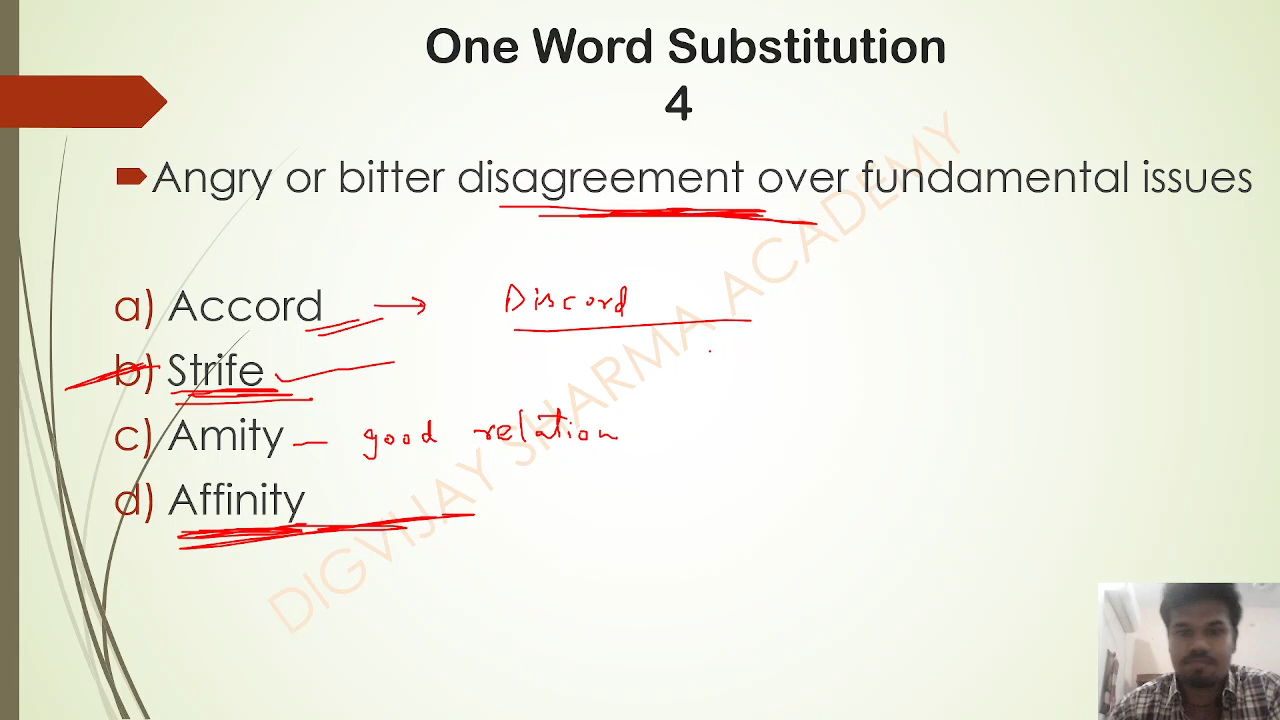 One Word Substitution
4
Angry or bitter disagreement over fundamental issues
a) Accord → Discord
b) Strife
c) Amity — good relation
d) Affinity
DIGVIJAY SHARMA ACADEMY